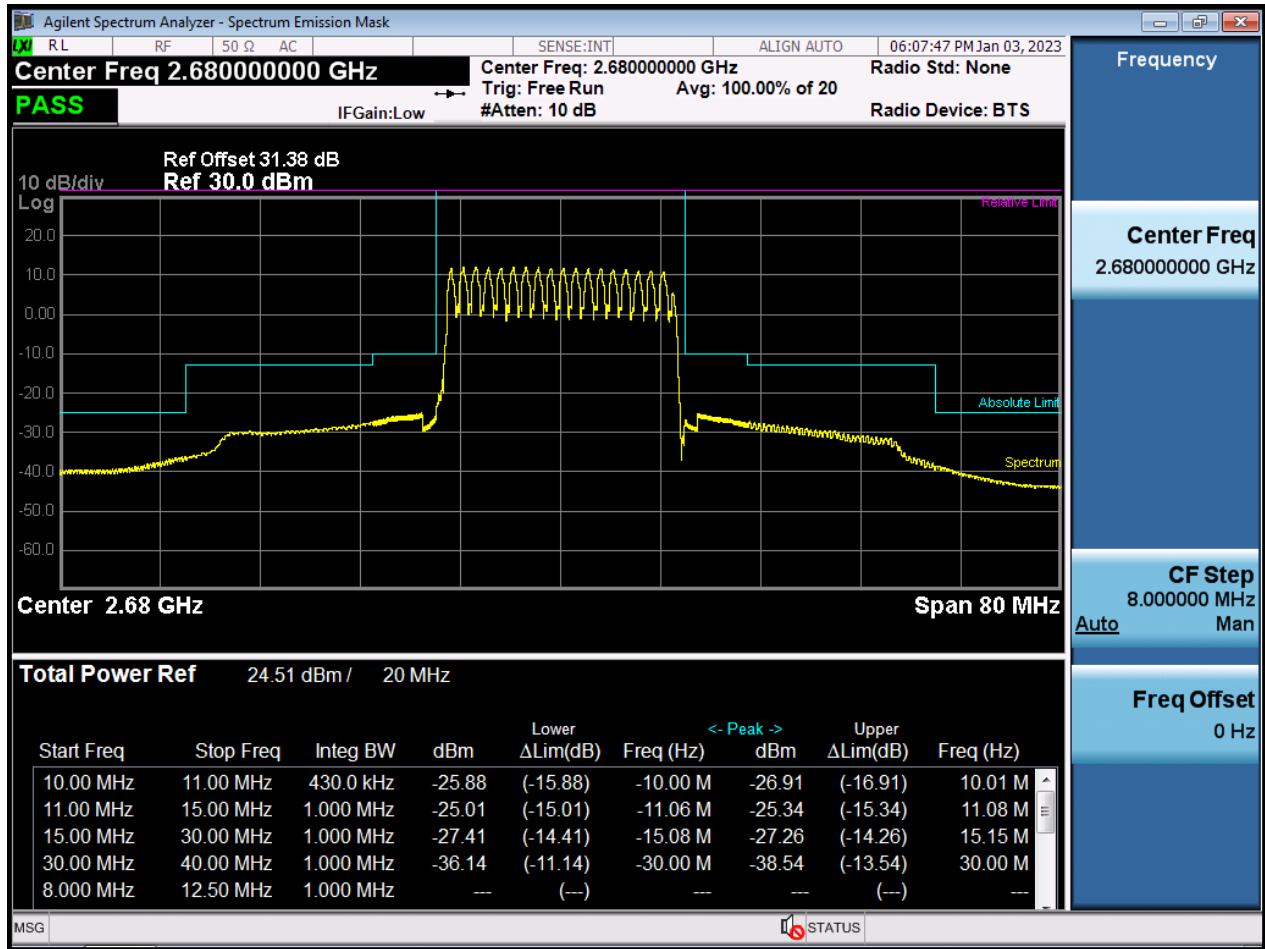 Agilent Spectrum Analyzer - Spectrum Emission Mask
LXI RL RF 50 Ω AC SENSE:INT ALIGN AUTO 06:07:47 PM Jan 03, 2023
Center Freq 2.680000000 GHz
PASS
IFGain:Low
Center Freq: 2.680000000 GHz
Trig: Free Run Avg: 100.00% of 20
#Atten: 10 dB
Radio Std: None
Radio Device: BTS
Ref Offset 31.38 dB
10 dB/div Ref 30.0 dBm
Log
Relative Limit
20.0
10.0
0.00
-10.0
-20.0
Absolute Limit
-30.0
Spectrum
-40.0
-50.0
-60.0
Center 2.68 GHz Span 80 MHz
Total Power Ref 24.51 dBm / 20 MHz
Lower <- Peak -> Upper
Start Freq Stop Freq Integ BW dBm ΔLim(dB) Freq (Hz) dBm ΔLim(dB) Freq (Hz)
10.00 MHz 11.00 MHz 430.0 kHz -25.88 (-15.88) -10.00 M -26.91 (-16.91) 10.01 M
11.00 MHz 15.00 MHz 1.000 MHz -25.01 (-15.01) -11.06 M -25.34 (-15.34) 11.08 M
15.00 MHz 30.00 MHz 1.000 MHz -27.41 (-14.41) -15.08 M -27.26 (-14.26) 15.15 M
30.00 MHz 40.00 MHz 1.000 MHz -36.14 (-11.14) -30.00 M -38.54 (-13.54) 30.00 M
8.000 MHz 12.50 MHz 1.000 MHz --- (---) --- --- (---) ---
MSG STATUS
Frequency
Center Freq
2.680000000 GHz
CF Step
8.000000 MHz
Auto Man
Freq Offset
0 Hz